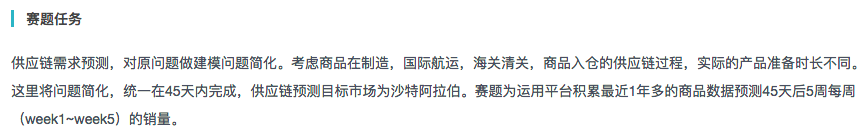 赛题任务
供应链需求预测，对原问题做建模问题简化。考虑商品在制造，国际航运，海关清关，商品入仓的供应链过程，实际的产品准备时长不同。
这里将问题简化，统一在45天内完成，供应链预测目标市场为沙特阿拉伯。赛题为运用平台积累最近1年多的商品数据预测45天后5周每周
（week1~week5）的销量。